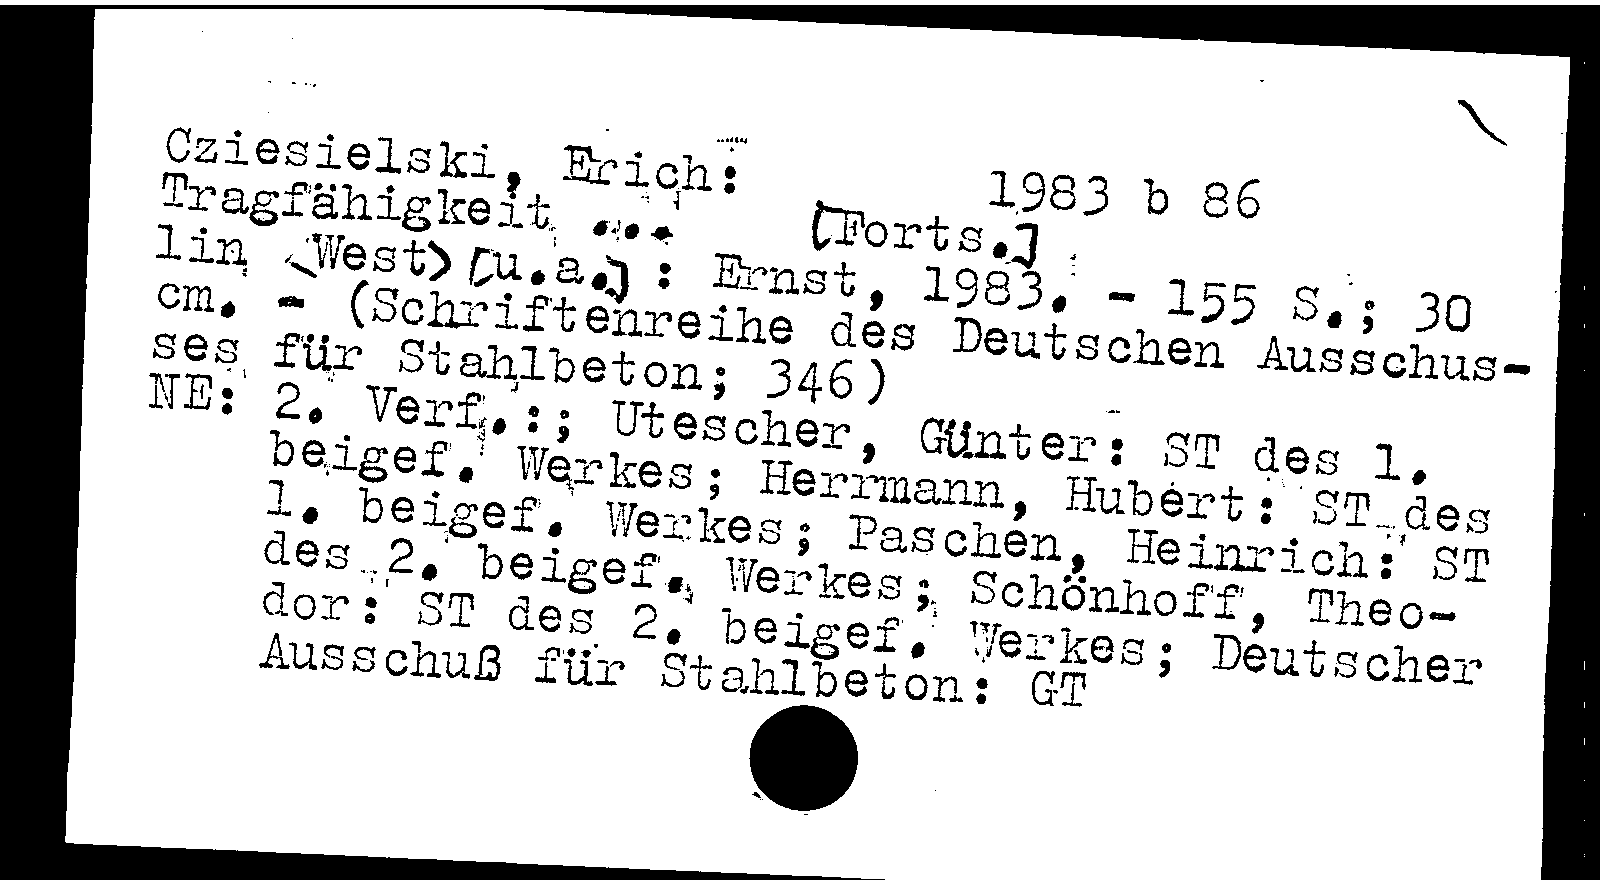 Cziesielski, Erich: 1983 b 86
Tragfähigkeit ... [Forts.]
lin <West> [u.a.] : Ernst, 1983. - 155 S.; 30
cm. - (Schriftenreihe des Deutschen Ausschus-
ses für Stahlbeton; 346)
NE: 2. Verf.:; Utescher, Günter: ST des 1.
beigef. Werkes; Herrmann, Hubert: ST des
1. beigef. Werkes; Paschen, Heinrich: ST
des 2. beigef. Werkes; Schönhoff, Theo-
dor: ST des 2. beigef. Werkes; Deutscher
Ausschuß für Stahlbeton: GT